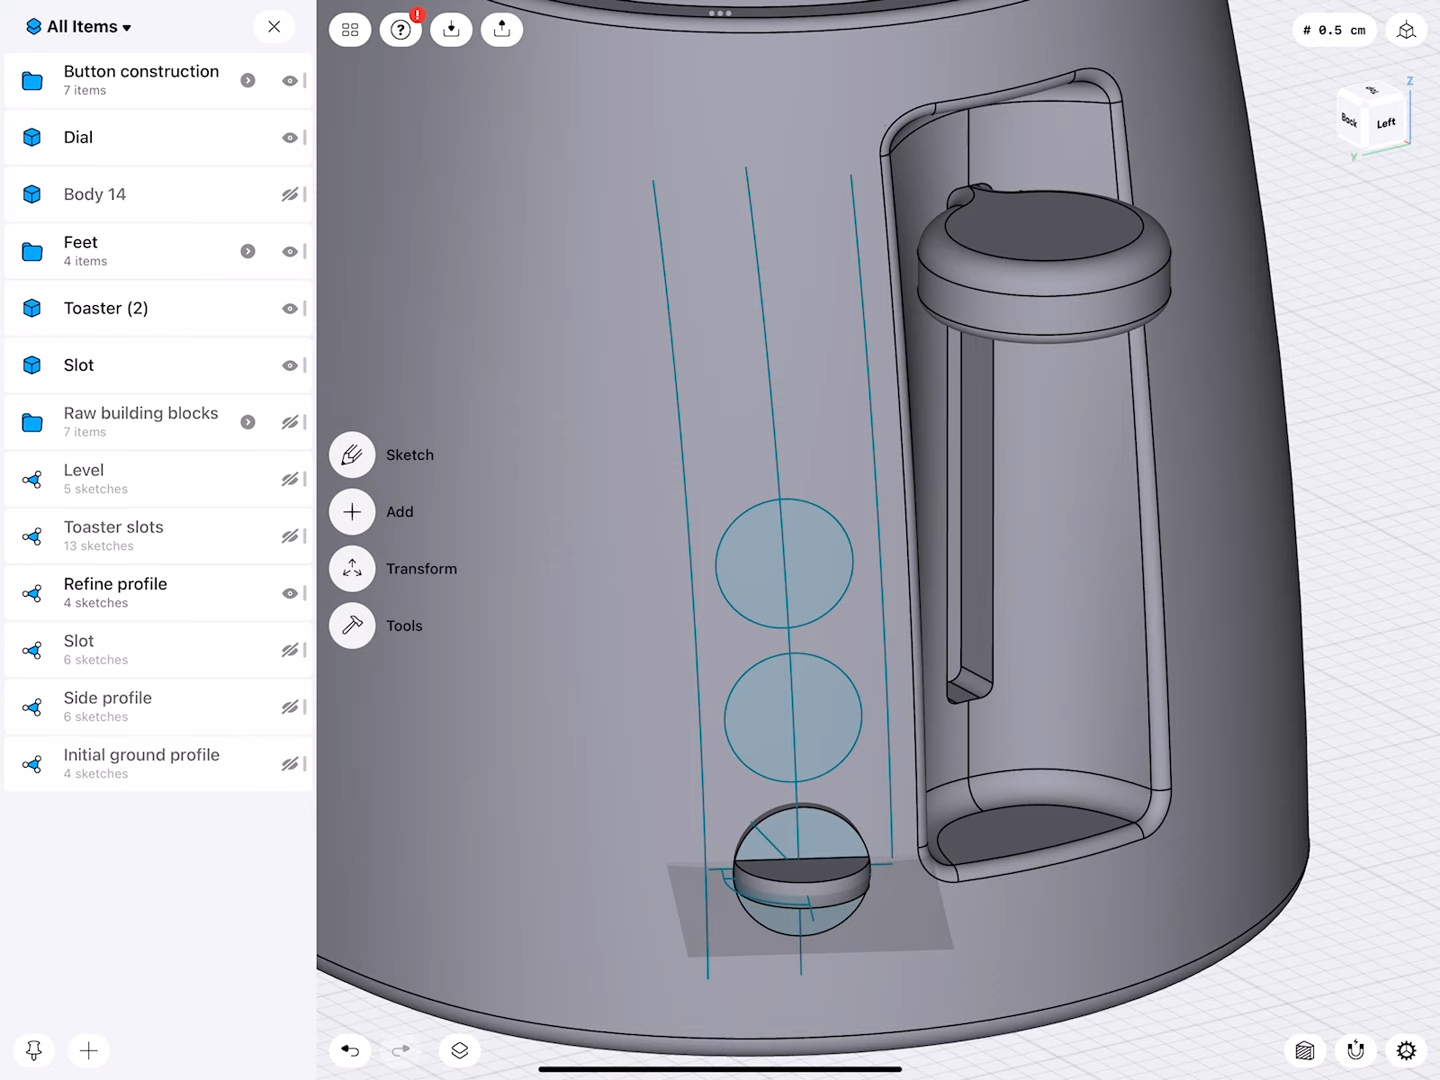 All Items
Button construction
7 items
Dial
Body 14
Feet
4 items
Toaster (2)
Slot
Raw building blocks
7 items
Level
5 sketches
Toaster slots
13 sketches
Refine profile
4 sketches
Slot
6 sketches
Side profile
6 sketches
Initial ground profile
4 sketches
?
!
# 0.5 cm
Z
Back
Left
Y
Sketch
Add
Transform
Tools